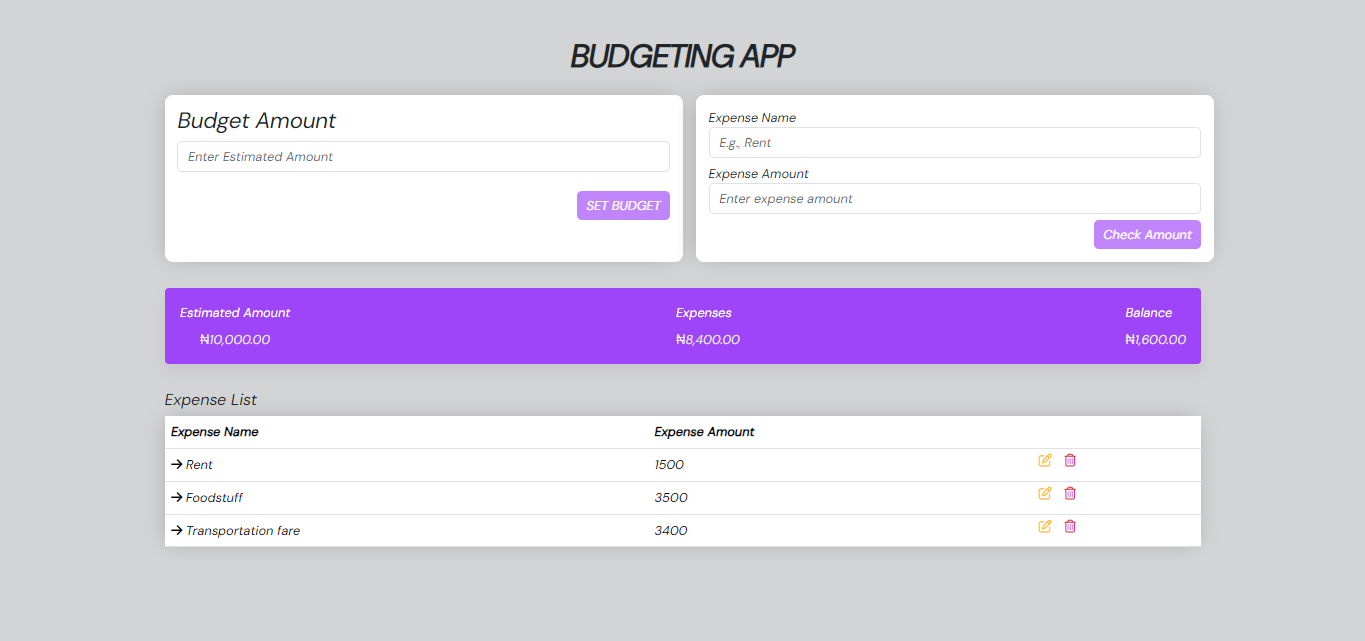 BUDGETING APP
Budget Amount
Enter Estimated Amount
SET BUDGET
Expense Name
E.g., Rent
Expense Amount
Enter expense amount
Check Amount
Estimated Amount Expenses Balance
₦10,000.00 ₦8,400.00 ₦1,600.00
Expense List
Expense Name Expense Amount
→ Rent 1500
→ Foodstuff 3500
→ Transportation fare 3400